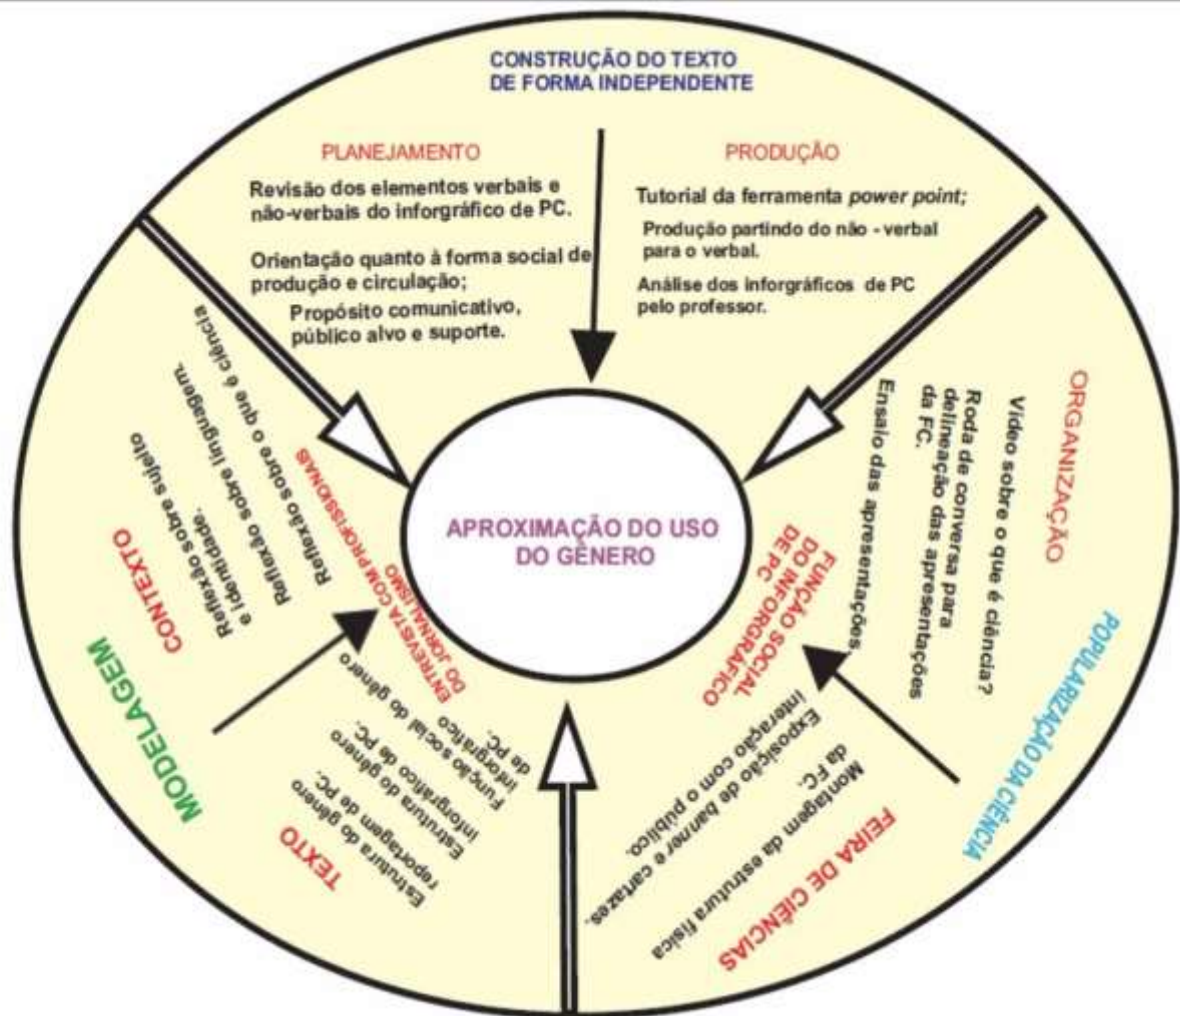 CONSTRUÇÃO DO TEXTO
DE FORMA INDEPENDENTE
PLANEJAMENTO
Revisão dos elementos verbais e
não-verbais do inforgráfico de PC.
Orientação quanto à forma social de
produção e circulação;
Propósito comunicativo,
público alvo e suporte.
PRODUÇÃO
Tutorial da ferramenta power point;
Produção partindo do não - verbal
para o verbal.
Análise dos inforgráficos de PC
pelo professor.
ORGANIZAÇÃO
Vídeo sobre o que é ciência?
Roda de conversa para
delineação das apresentações
da FC.
Ensaio das apresentações
POPULARIZAÇÃO DA CIÊNCIA
FUNÇÃO SOCIAL
DO INFORGRÁFICO
DE PC
FEIRA DE CIÊNCIAS
Montagem da estrutura física
da FC.
Exposição de banner e cartazes.
interação com o público.
APROXIMAÇÃO DO USO
DO GÊNERO
MODELAGEM
CONTEXTO
Reflexão sobre sujeito
e identidade.
Reflexão sobre linguagem.
Reflexão sobre o que é ciência
ENTREVISTA COM PROFISSIONAIS
DO JORNALISMO
TEXTO
Estrutura do gênero
reportagem de PC.
Estrutura do gênero
inforgráfico de PC.
Função social do gênero
inforgráfico
de PC.